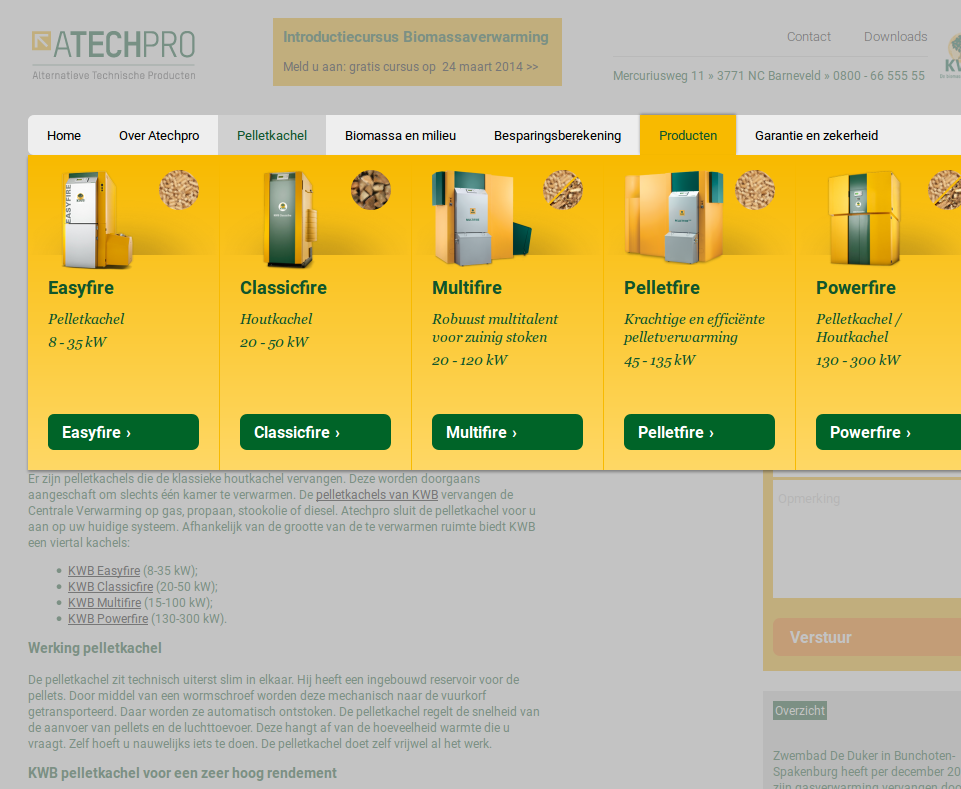 ATECHPRO
Alternatieve Technische Producten
Introductiecursus Biomassaverwarming
Meld u aan: gratis cursus op 24 maart 2014 >>
Contact Downloads
Mercuriusweg 11 » 3771 NC Barneveld » 0800 - 66 555 55
Home Over Atechpro Pelletkachel Biomassa en milieu Besparingsberekening Producten Garantie en zekerheid
EASYFIRE
Easyfire
Pelletkachel
8 - 35 kW
Easyfire ›
Classicfire
Houtkachel
20 - 50 kW
Classicfire ›
Multifire
Robuust multitalent
voor zuinig stoken
20 - 120 kW
Multifire ›
Pelletfire
Krachtige en efficiënte
pelletverwarming
45 - 135 kW
Pelletfire ›
Powerfire
Pelletkachel /
Houtkachel
130 - 300 kW
Powerfire ›
Er zijn pelletkachels die de klassieke houtkachel vervangen. Deze worden doorgaans
aangeschaft om slechts één kamer te verwarmen. De pelletkachels van KWB vervangen de
Centrale Verwarming op gas, propaan, stookolie of diesel. Atechpro sluit de pelletkachel voor u
aan op uw huidige systeem. Afhankelijk van de grootte van de te verwarmen ruimte biedt KWB
een viertal kachels:
KWB Easyfire (8-35 kW);
KWB Classicfire (20-50 kW);
KWB Multifire (15-100 kW);
KWB Powerfire (130-300 kW).
Werking pelletkachel
De pelletkachel zit technisch uiterst slim in elkaar. Hij heeft een ingebouwd reservoir voor de
pellets. Door middel van een wormschroef worden deze mechanisch naar de vuurkorf
getransporteerd. Daar worden ze automatisch ontstoken. De pelletkachel regelt de snelheid van
de aanvoer van pellets en de luchttoevoer. Deze hangt af van de hoeveelheid warmte die u
vraagt. Zelf hoeft u nauwelijks iets te doen. De pelletkachel doet zelf vrijwel al het werk.
KWB pelletkachel voor een zeer hoog rendement
Opmerking
Verstuur
Overzicht
Zwembad De Duker in Bunchoten-
Spakenburg heeft per december 20
zijn gasverwarming vervangen doo